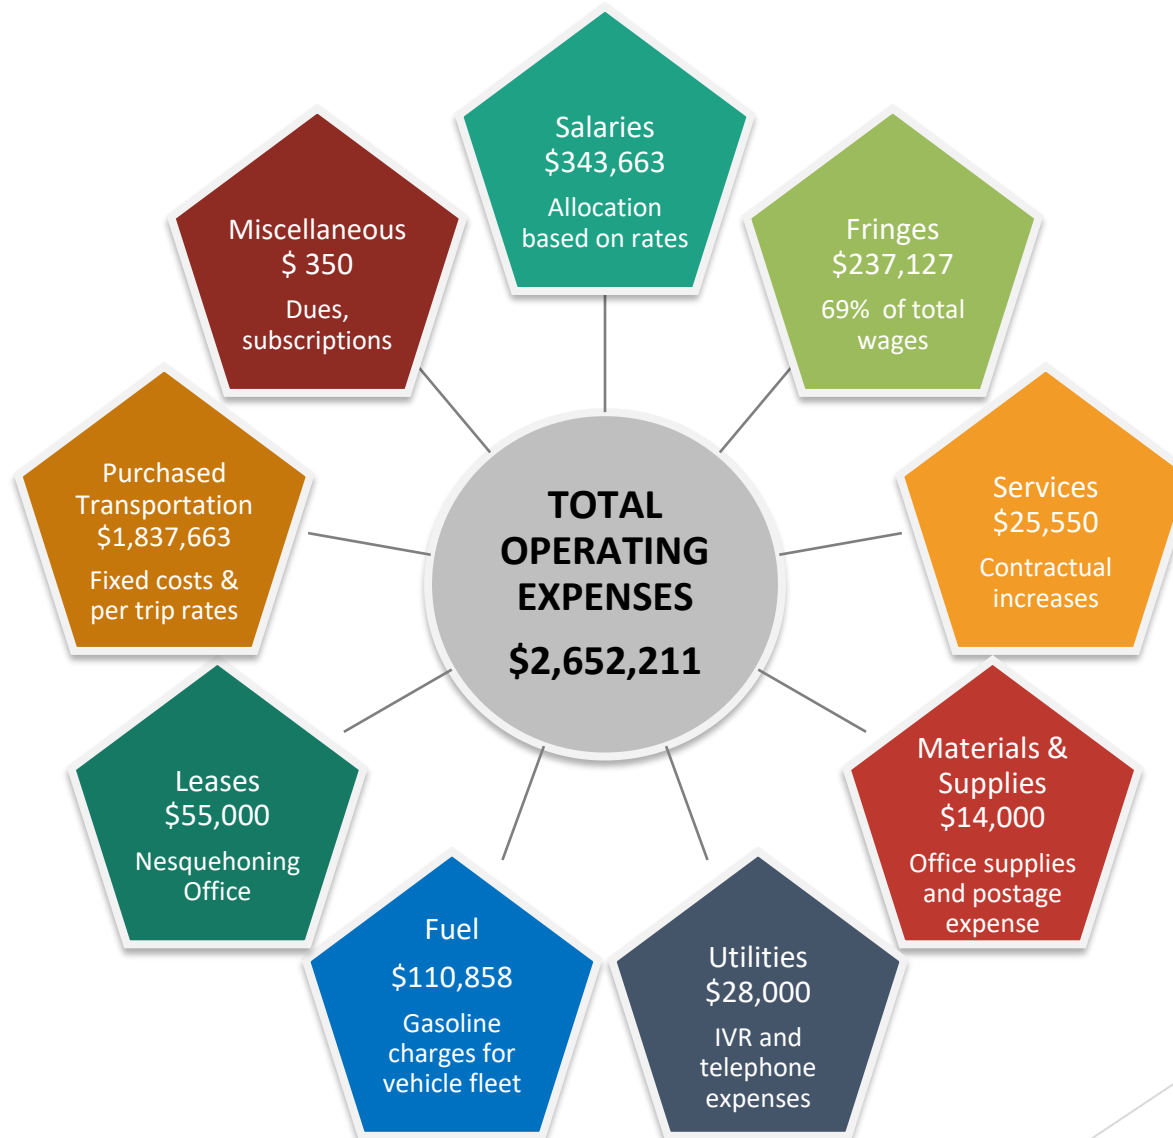 Salaries
$343,663
Allocation
based on rates
Fringes
$237,127
69% of total
wages
Services
$25,550
Contractual
increases
Materials &
Supplies
$14,000
Office supplies
and postage
expense
Utilities
$28,000
IVR and
telephone
expenses
Fuel
$110,858
Gasoline
charges for
vehicle fleet
Leases
$55,000
Nesquehoning
Office
Purchased
Transportation
$1,837,663
Fixed costs &
per trip rates
Miscellaneous
$ 350
Dues,
subscriptions
TOTAL
OPERATING
EXPENSES
$2,652,211